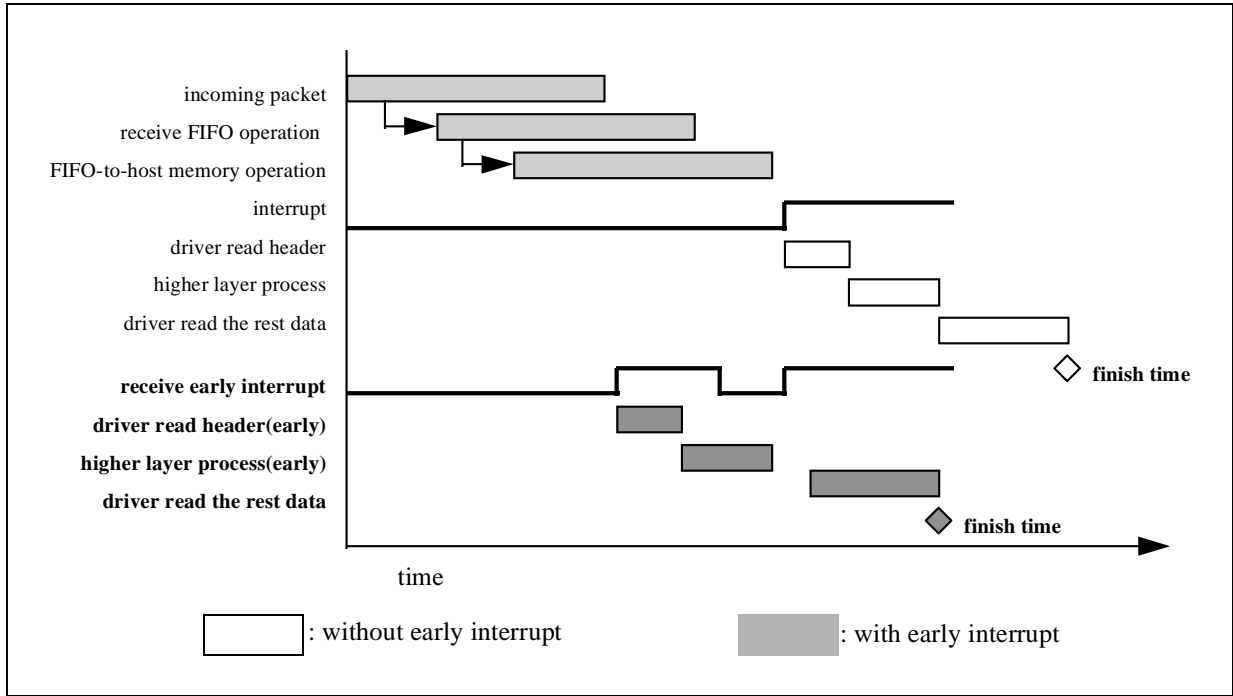 incoming packet
receive FIFO operation
FIFO-to-host memory operation
interrupt
driver read header
higher layer process
driver read the rest data
finish time
receive early interrupt
driver read header(early)
higher layer process(early)
driver read the rest data
finish time
time
: without early interrupt
: with early interrupt